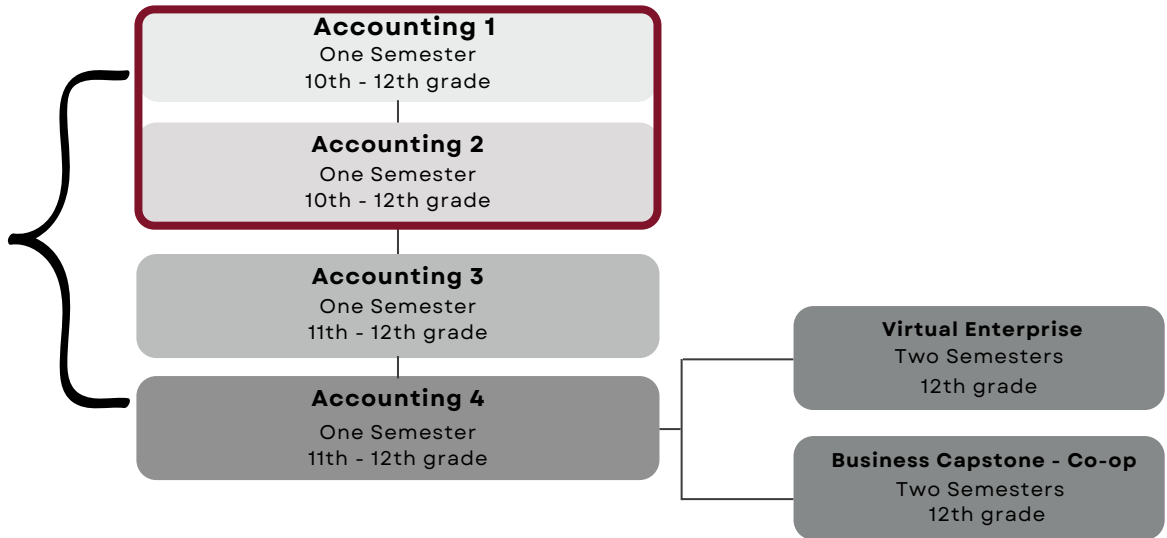 Accounting 1
One Semester
10th - 12th grade
Accounting 2
One Semester
10th - 12th grade
Accounting 3
One Semester
11th - 12th grade
Accounting 4
One Semester
11th - 12th grade
Virtual Enterprise
Two Semesters
12th grade
Business Capstone - Co-op
Two Semesters
12th grade